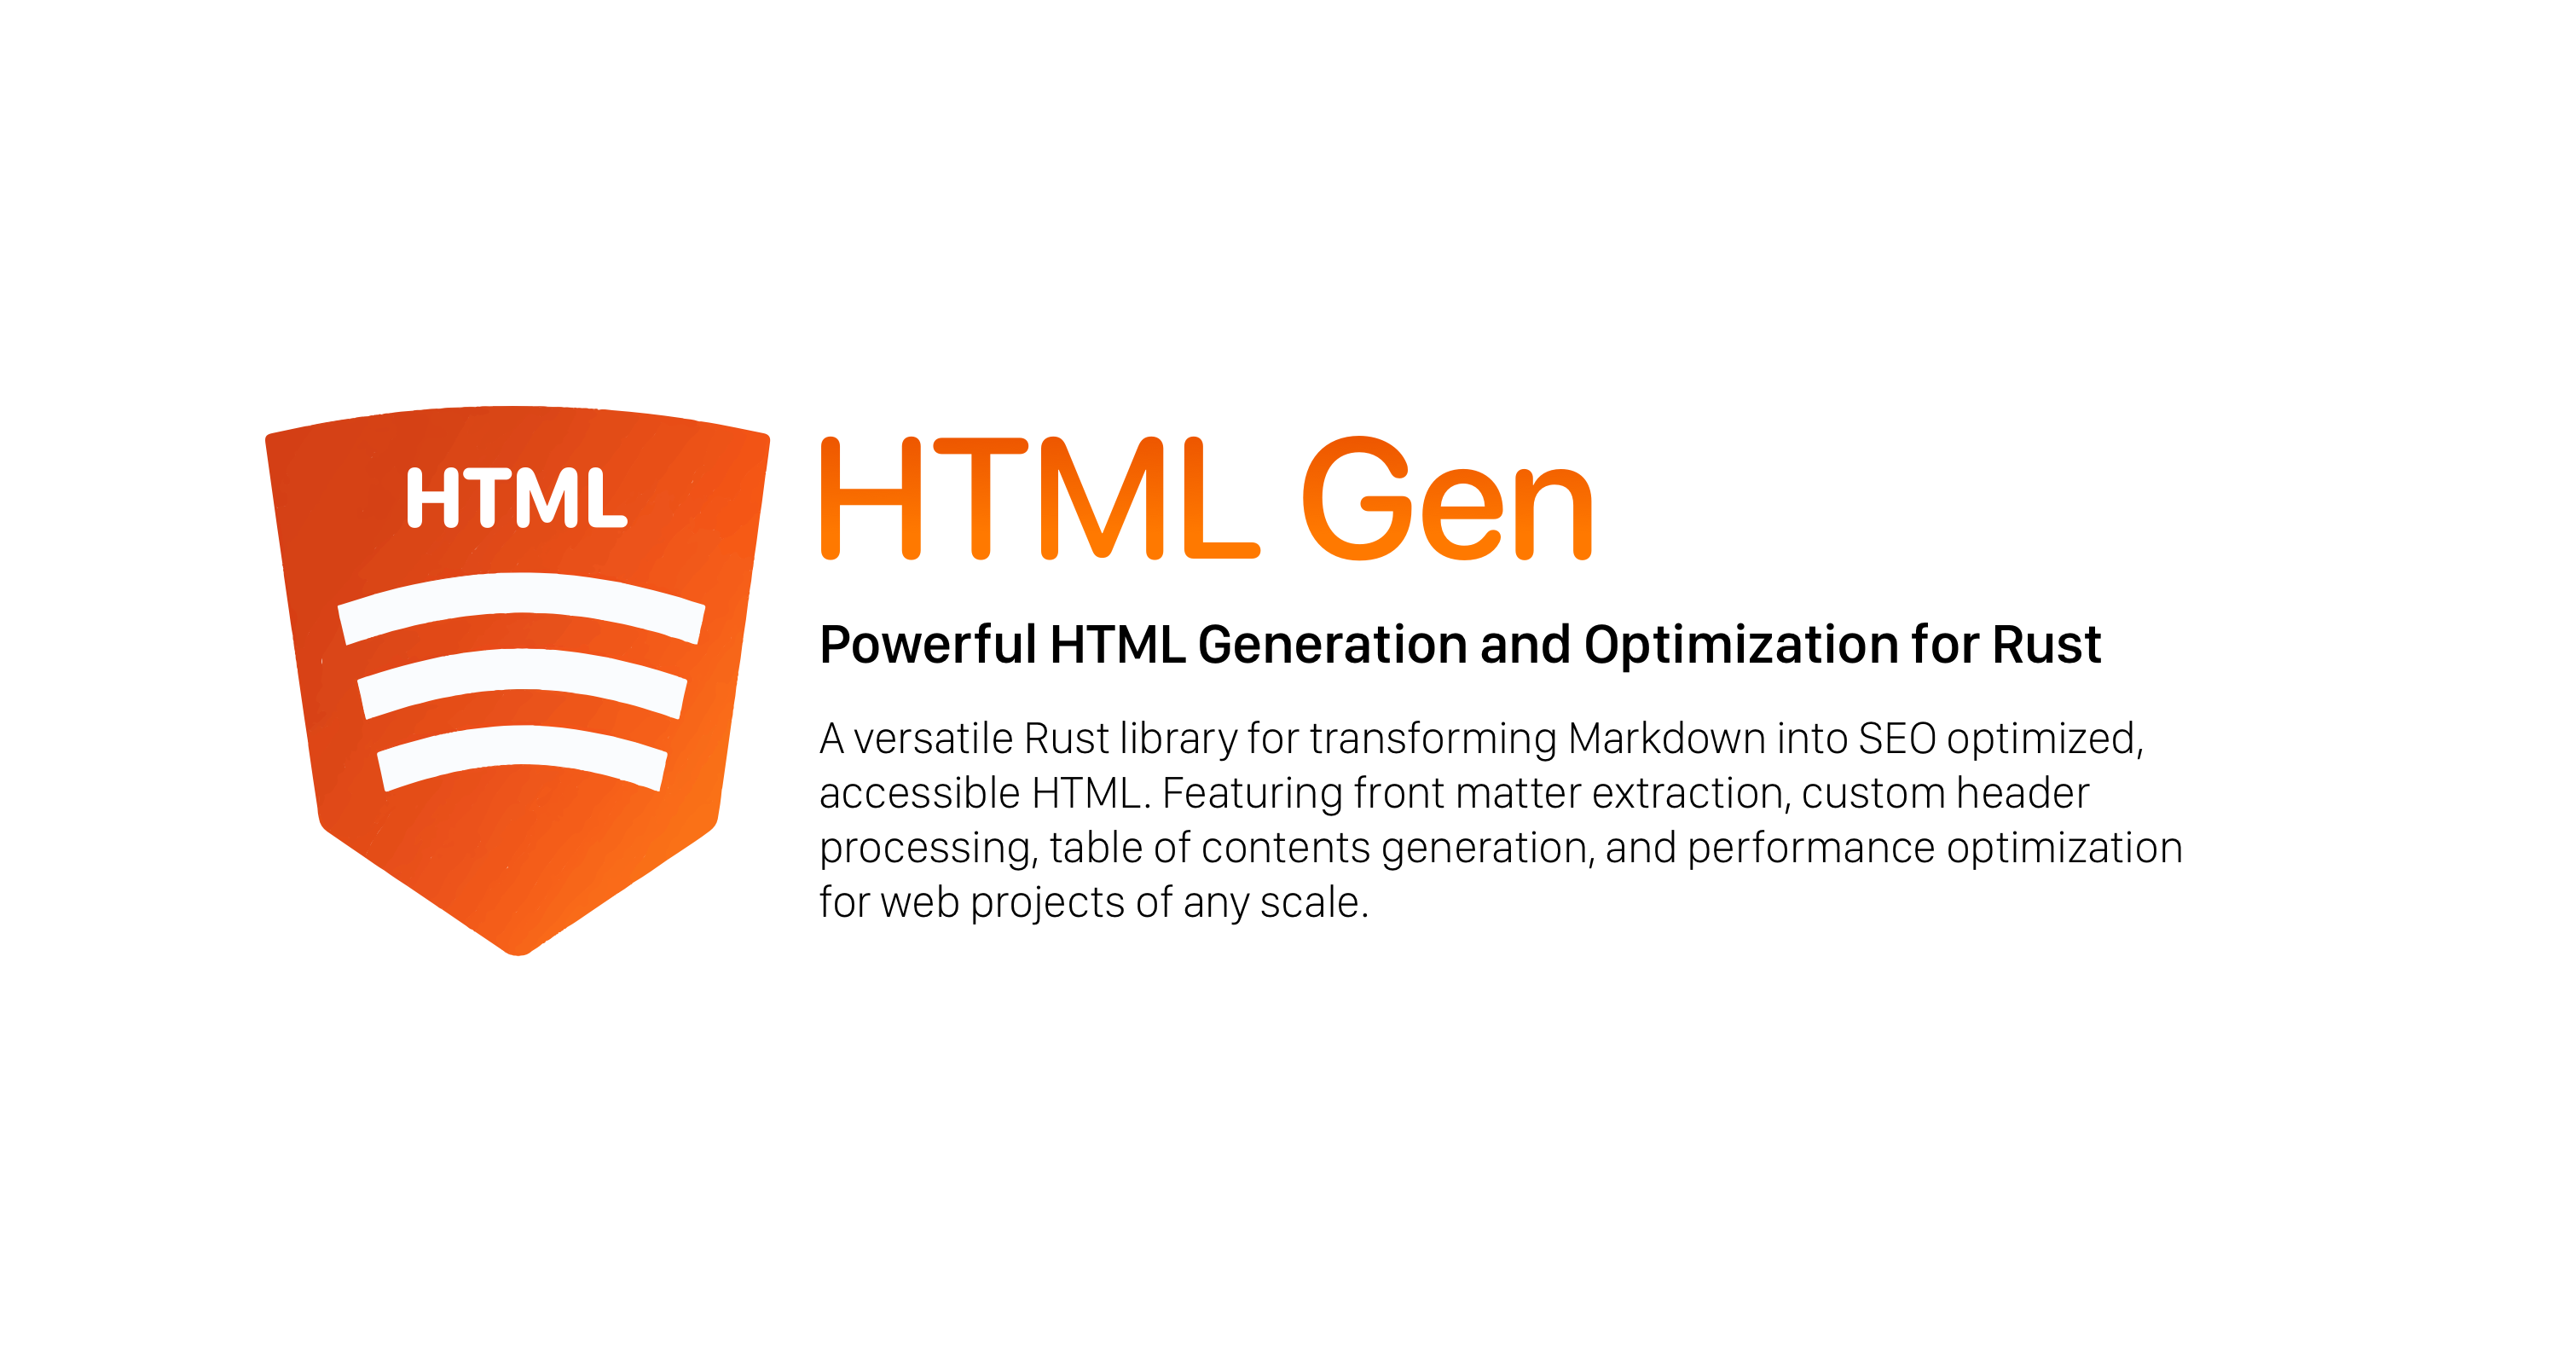 HTML
HTML Gen
Powerful HTML Generation and Optimization for Rust
A versatile Rust library for transforming Markdown into SEO optimized,
accessible HTML. Featuring front matter extraction, custom header
processing, table of contents generation, and performance optimization
for web projects of any scale.